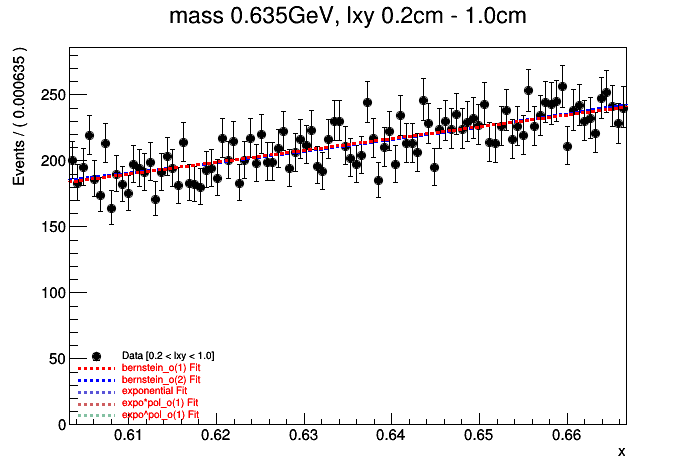 mass 0.635GeV, lxy 0.2cm - 1.0cm
Events / ( 0.000635 )
250
200
150
100
50
0
Data [0.2 < lxy < 1.0]
bernstein_o(1) Fit
bernstein_o(2) Fit
exponential Fit
expo*pol_o(1) Fit
expo^pol_o(1) Fit
0.61 0.62 0.63 0.64 0.65 0.66
x